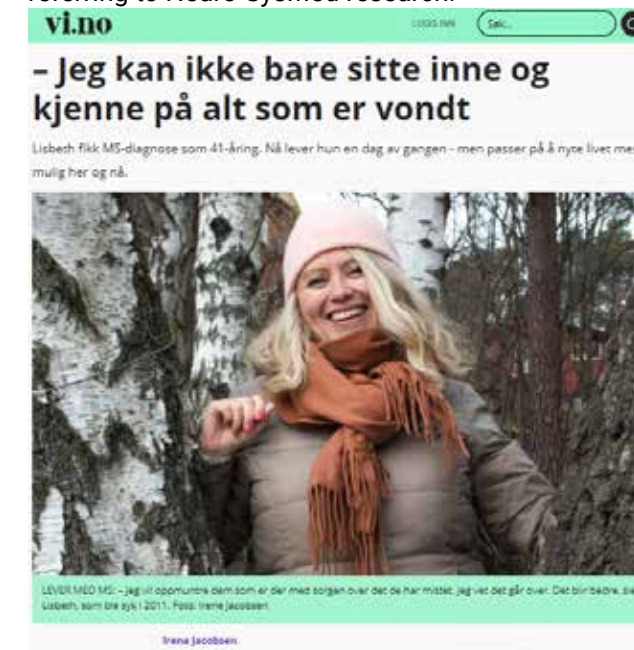 vi.no
LOGG INN
Søk...
– Jeg kan ikke bare sitte inne og
kjenne på alt som er vondt
Lisbeth fikk MS-diagnose som 41-åring. Nå lever hun en dag av gangen - men passer på å nyte livet mes
mulig her og nå.
LEVER MED MS: – Jeg vil oppmuntre dem som er der med sorgen over det de har mistet. Jeg vet det går over. Det blir bedre, sie
Lisbeth, som ble syk i 2011. Foto: Irene Jacobsen
Irene Jacobsen